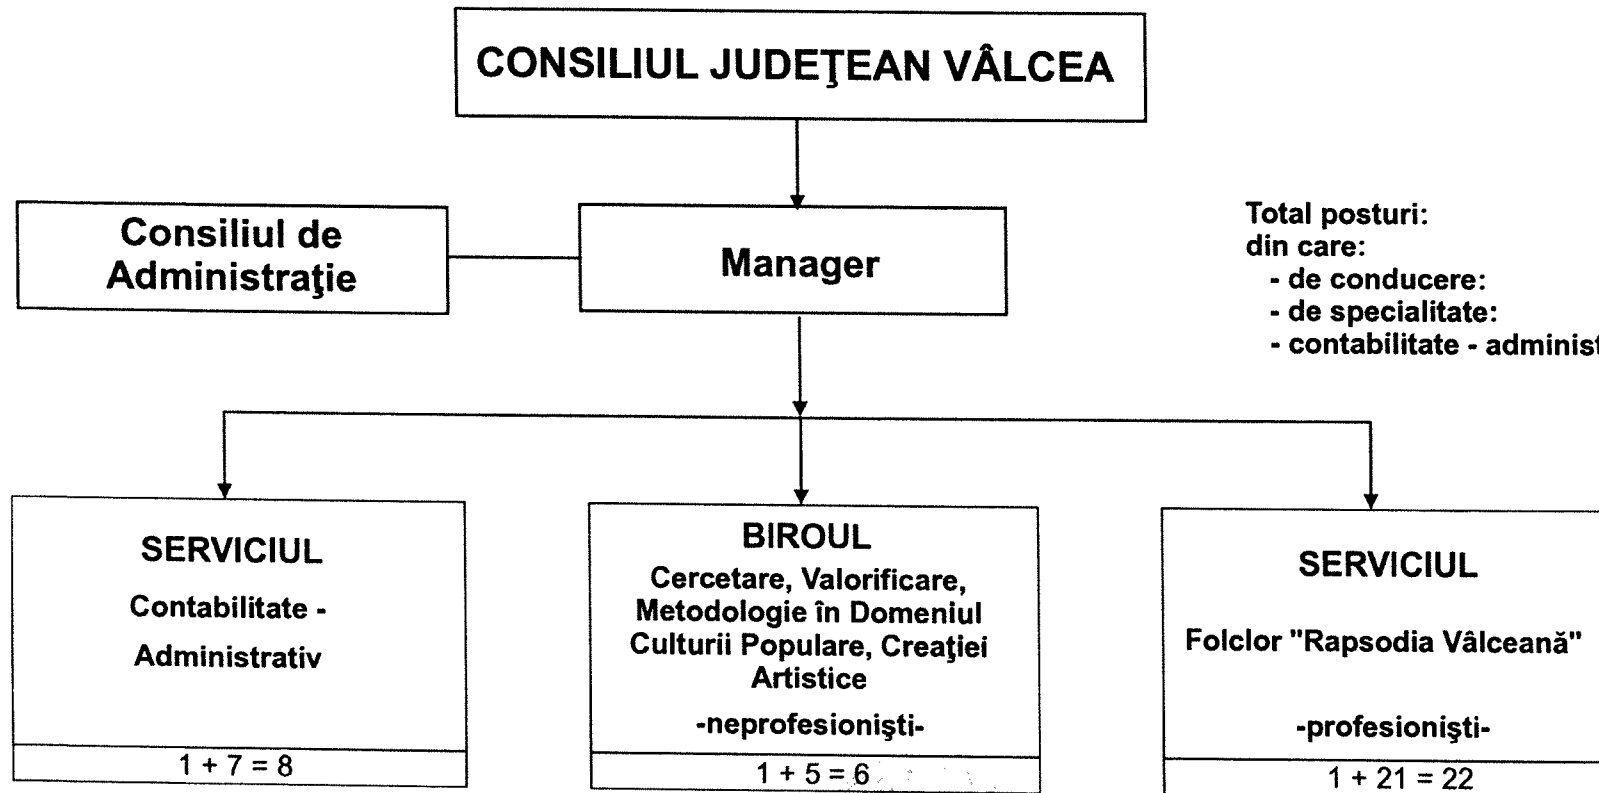 CONSILIUL JUDEŢEAN VÂLCEA
Consiliul de
Administraţie
Manager
Total posturi:
din care:
- de conducere:
- de specialitate:
- contabilitate -
SERVICIUL
Contabilitate -
Administrativ
1 + 7 = 8
BIROUL
Cercetare, Valorificare,
Metodologie în Domeniul
Culturii Populare, Creaţiei
Artistice
-neprofesionişti-
1 + 5 = 6
SERVICIUL
Folclor "Rapsodia Vâlceană"
-profesionişti-
1 + 21 = 22